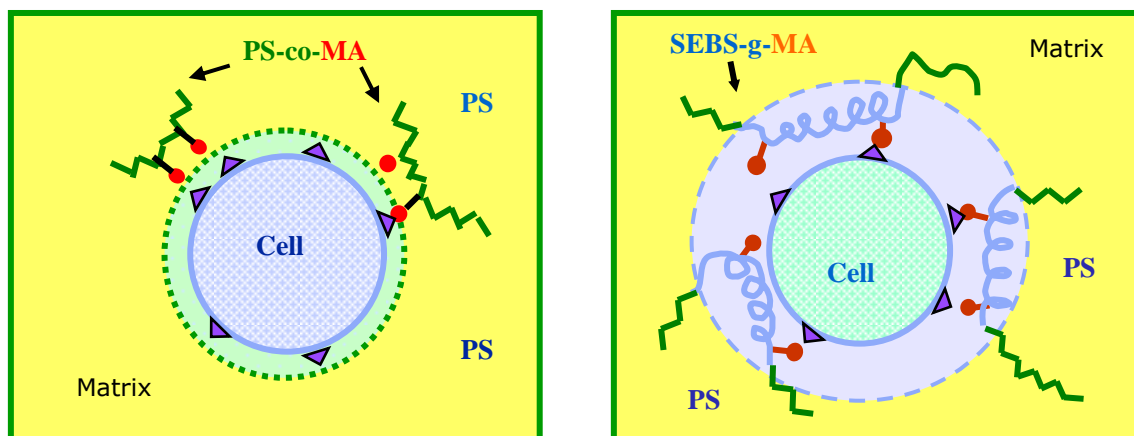 PS-co-MA
PS
Cell
PS
Matrix
SEBS-g-MA
Matrix
PS
Cell
PS